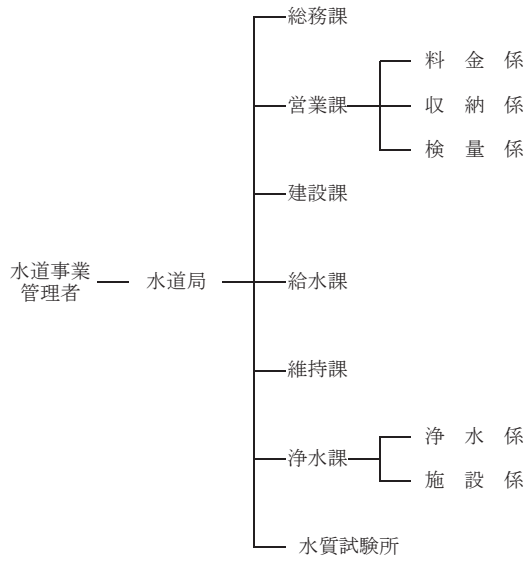 水道事業
管理者
水道局
総務課
営業課
料金係
収納係
検量係
建設課
給水課
維持課
浄水課
浄水係
施設係
水質試験所